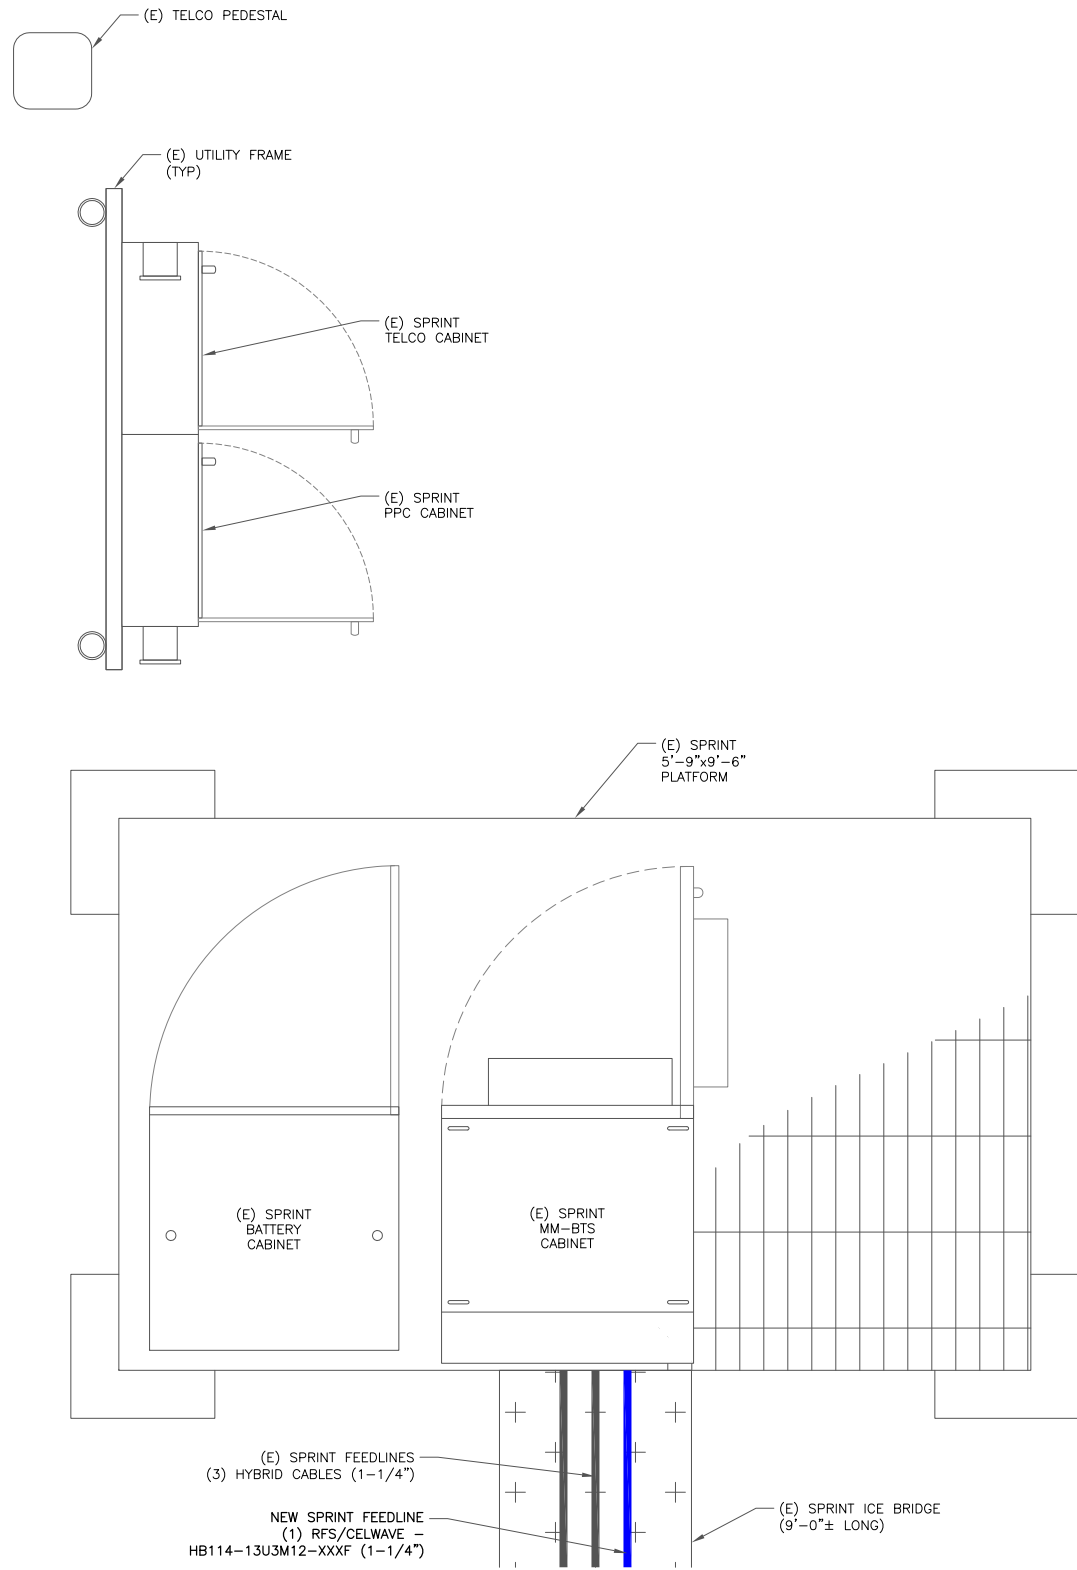 (E) TELCO PEDESTAL
(E) UTILITY FRAME
(TYP)
(E) SPRINT
TELCO CABINET
(E) SPRINT
PPC CABINET
(E) SPRINT
5'-9"x9'-6"
PLATFORM
(E) SPRINT
BATTERY
CABINET
(E) SPRINT
MM-BTS
CABINET
(E) SPRINT FEEDLINES
(3) HYBRID CABLES (1-1/4")
NEW SPRINT FEEDLINE
(1) RFS/CELWAVE -
HB114-13U3M12-XXXF (1-1/4")
(E) SPRINT ICE BRIDGE
(9'-0"± LONG)